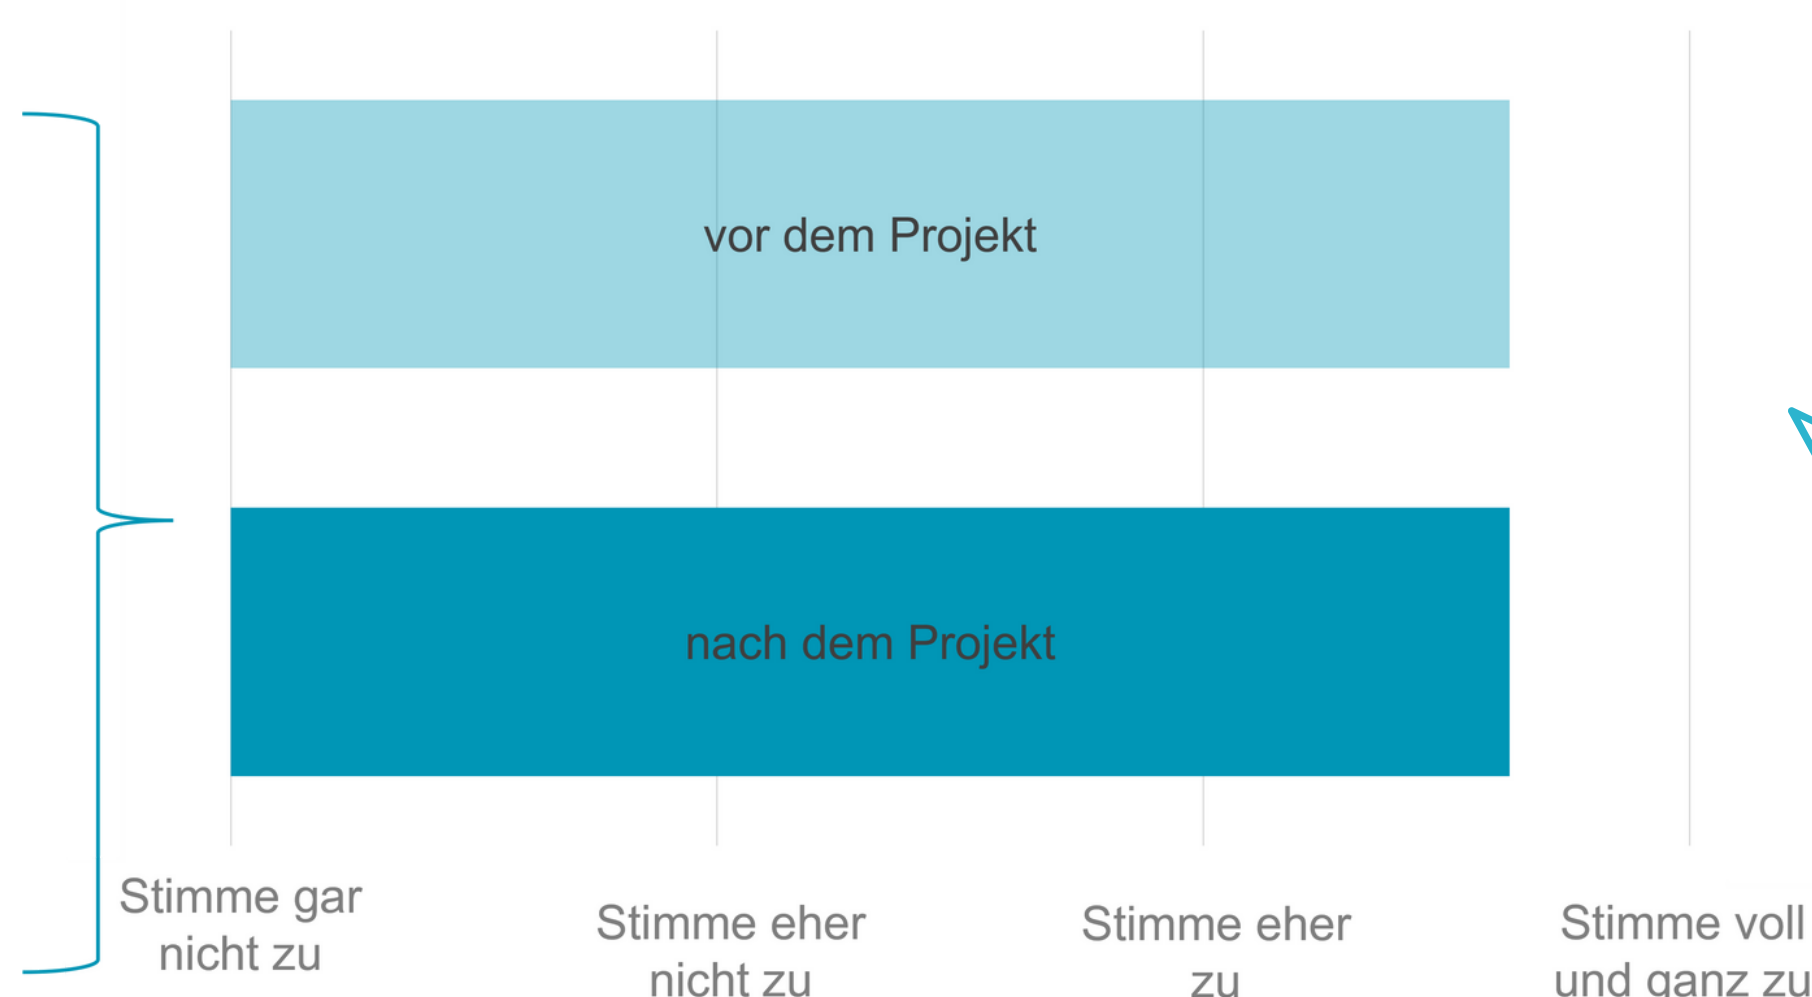 vor dem Projekt
nach dem Projekt
Stimme gar
nicht zu
Stimme eher
nicht zu
Stimme eher
zu
Stimme voll
und ganz zu